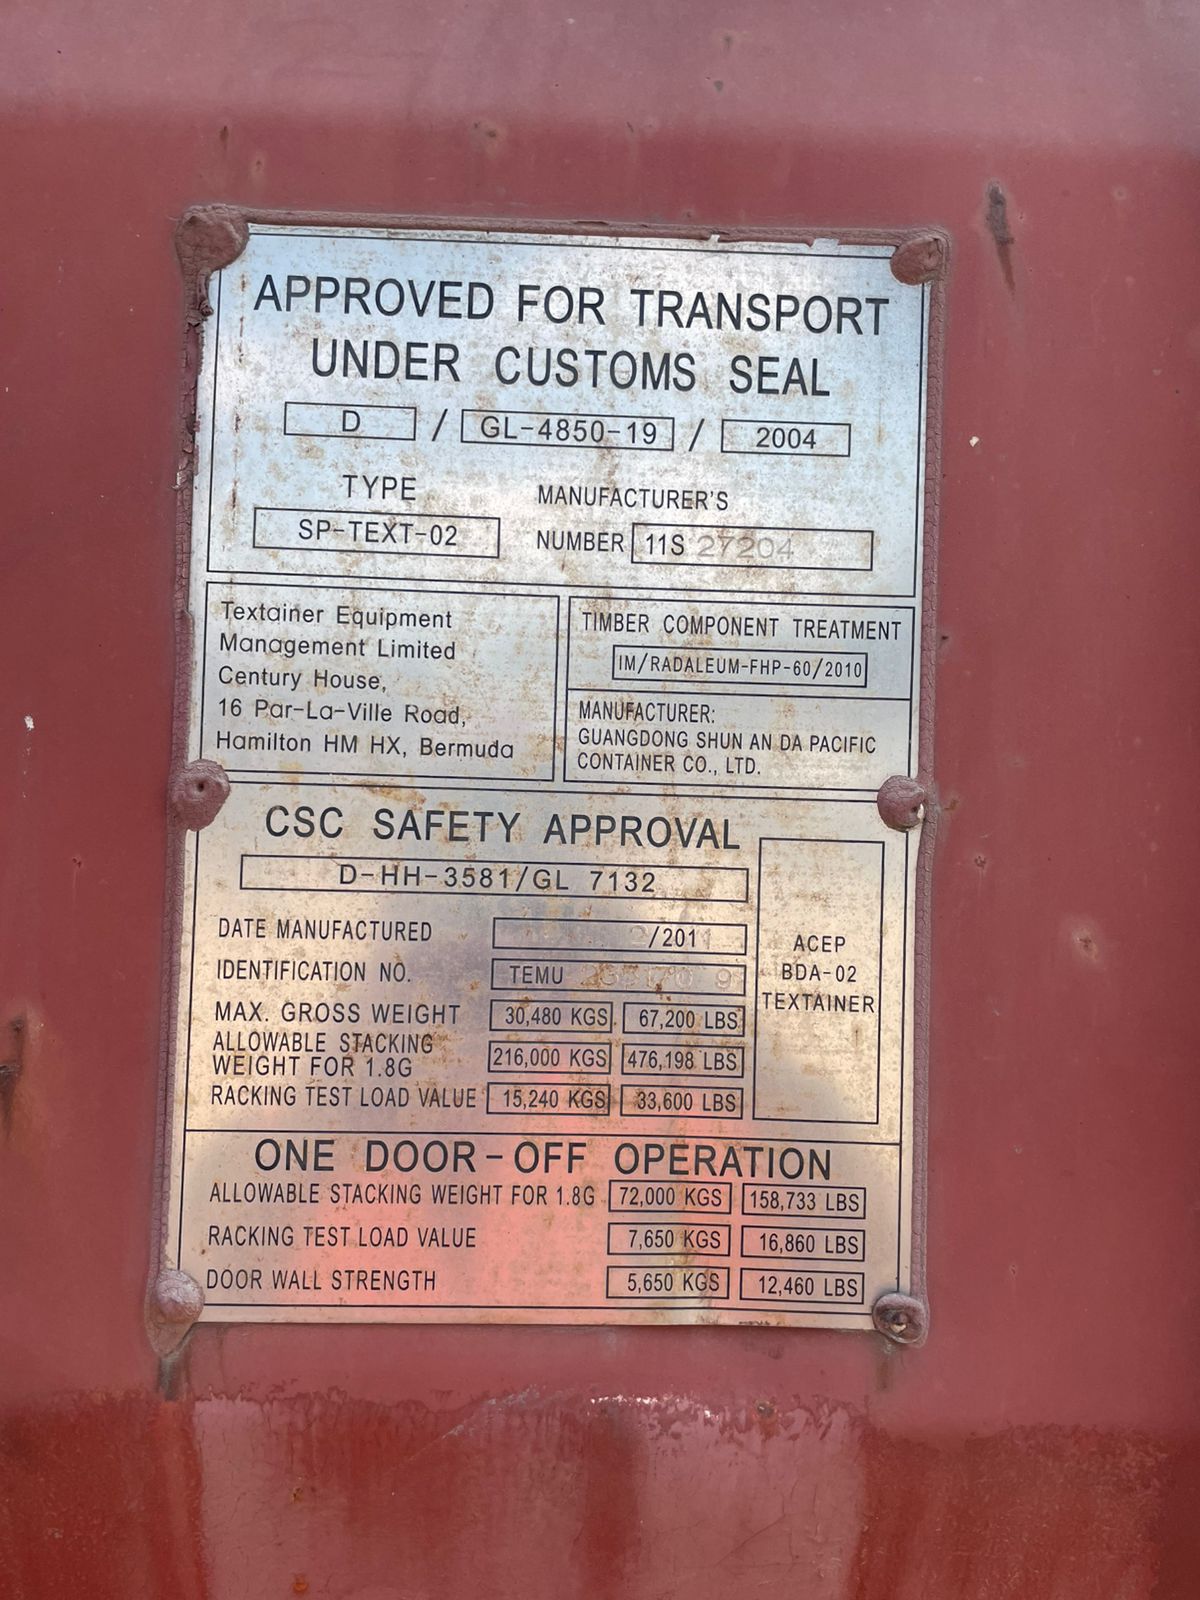 APPROVED FOR TRANSPORT
UNDER CUSTOMS SEAL
D / GL-4850-19 / 2004
TYPE
SP-TEXT-02
MANUFACTURER'S
NUMBER 11S 27204
Textainer Equipment
Management Limited
Century House,
16 Par-La-Ville Road,
Hamilton HM HX, Bermuda
TIMBER COMPONENT TREATMENT
IM/RADALEUM-FHP-60/2010
MANUFACTURER:
GUANGDONG SHUN AN DA PACIFIC
CONTAINER CO., LTD.
CSC SAFETY APPROVAL
D-HH-3581/GL 7132
DATE MANUFACTURED 2/2011
IDENTIFICATION NO. TEMU
MAX. GROSS WEIGHT 30,480 KGS 67,200 LBS
ALLOWABLE STACKING
WEIGHT FOR 1.8G 216,000 KGS 476,198 LBS
RACKING TEST LOAD VALUE 15,240 KGS 33,600 LBS
ACEP
BDA-02
TEXTAINER
ONE DOOR-OFF OPERATION
ALLOWABLE STACKING WEIGHT FOR 1.8G 72,000 KGS 158,733 LBS
RACKING TEST LOAD VALUE 7,650 KGS 16,860 LBS
DOOR WALL STRENGTH 5,650 KGS 12,460 LBS